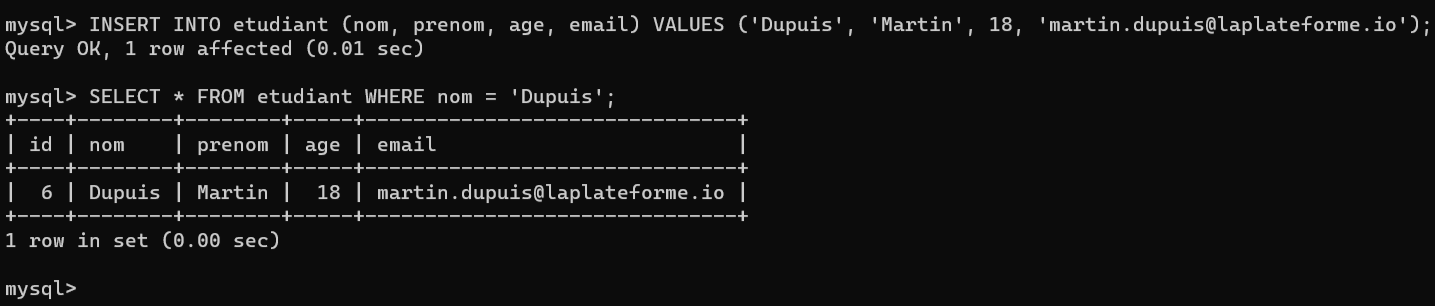 mysql> INSERT INTO etudiant (nom, prenom, age, email) VALUES ('Dupuis', 'Martin', 18, 'martin.dupuis@laplateforme.io');
Query OK, 1 row affected (0.01 sec)

mysql> SELECT * FROM etudiant WHERE nom = 'Dupuis';
+----+--------+--------+-----+-------------------------------+
| id | nom    | prenom | age | email                         |
+----+--------+--------+-----+-------------------------------+
|  6 | Dupuis | Martin |  18 | martin.dupuis@laplateforme.io |
+----+--------+--------+-----+-------------------------------+
1 row in set (0.00 sec)

mysql>